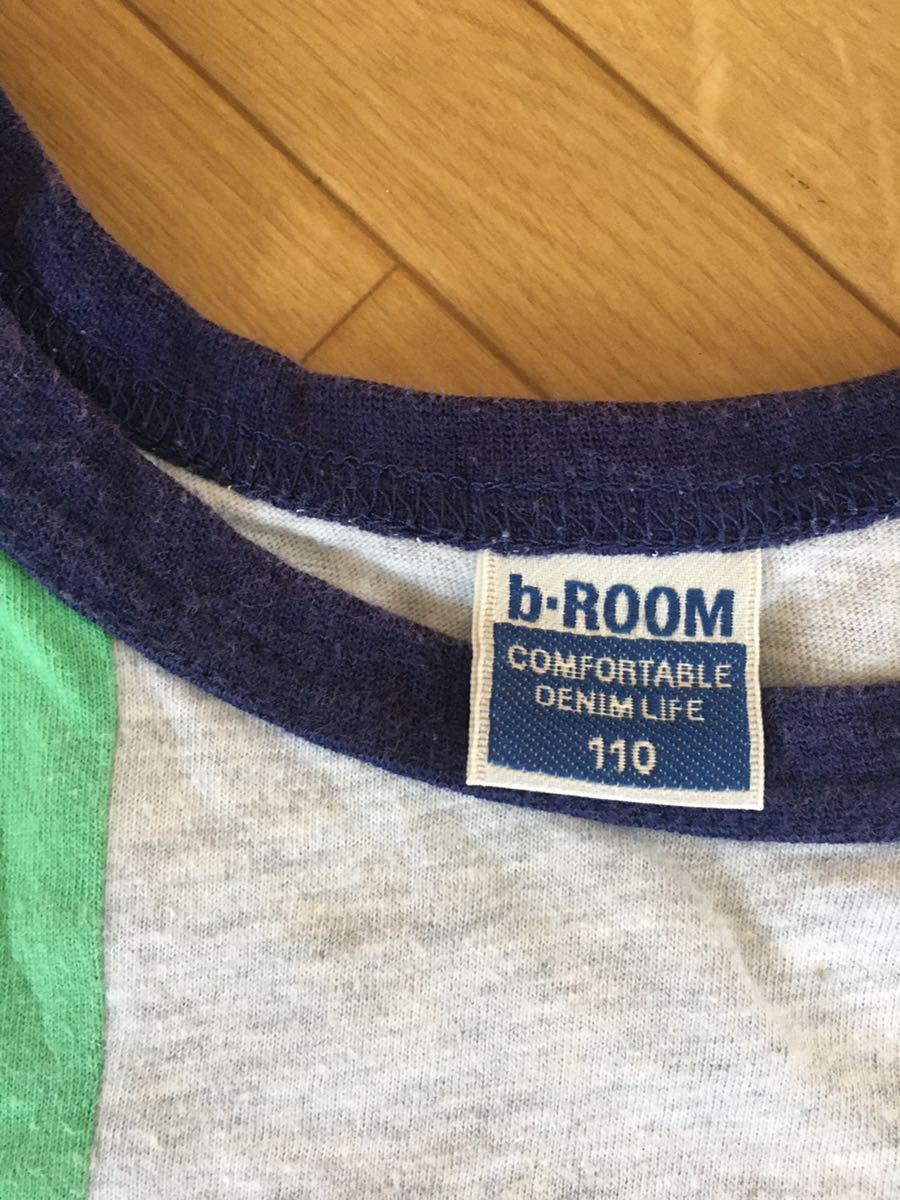 b·ROOM
COMFORTABLE
DENIM LIFE
110